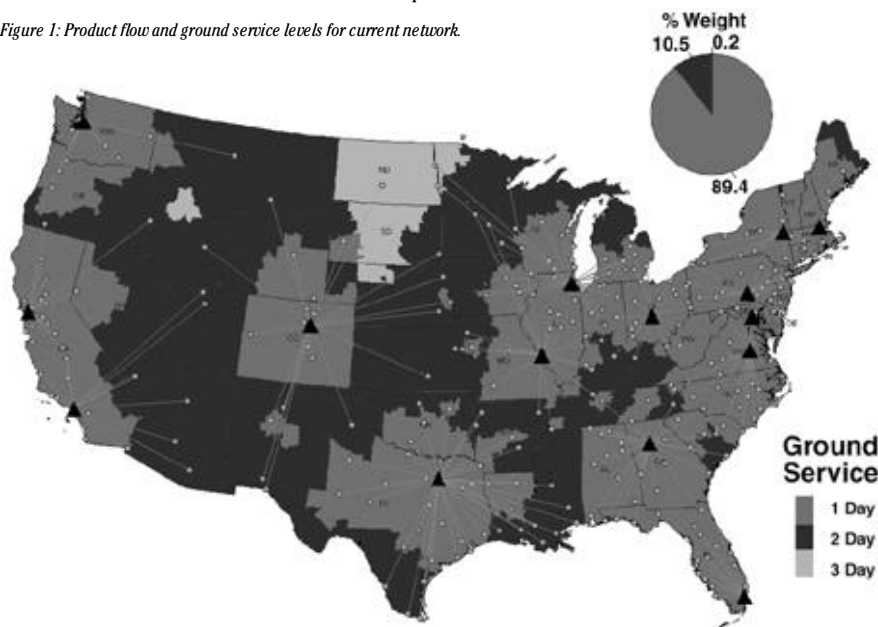 Figure 1: Product flow and ground service levels for current network.
% Weight
10.5 0.2
89.4
ND
Ground
Service
1 Day
2 Day
3 Day